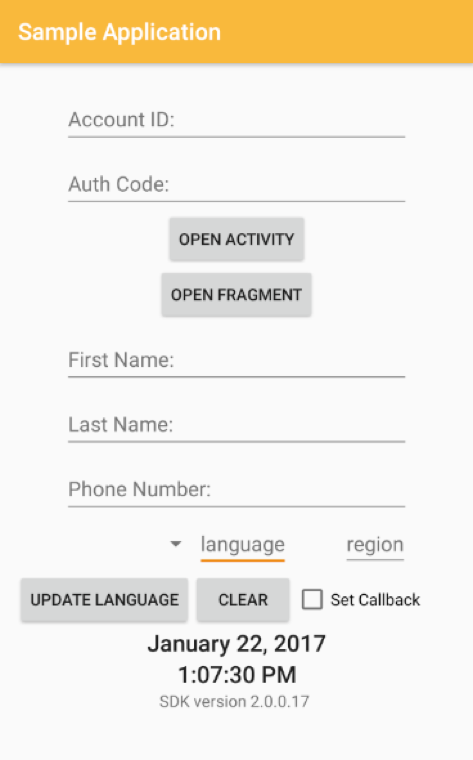 Sample Application
Account ID:
Auth Code:
OPEN ACTIVITY
OPEN FRAGMENT
First Name:
Last Name:
Phone Number:
language region
UPDATE LANGUAGE CLEAR Set Callback
January 22, 2017
1:07:30 PM
SDK version 2.0.0.17